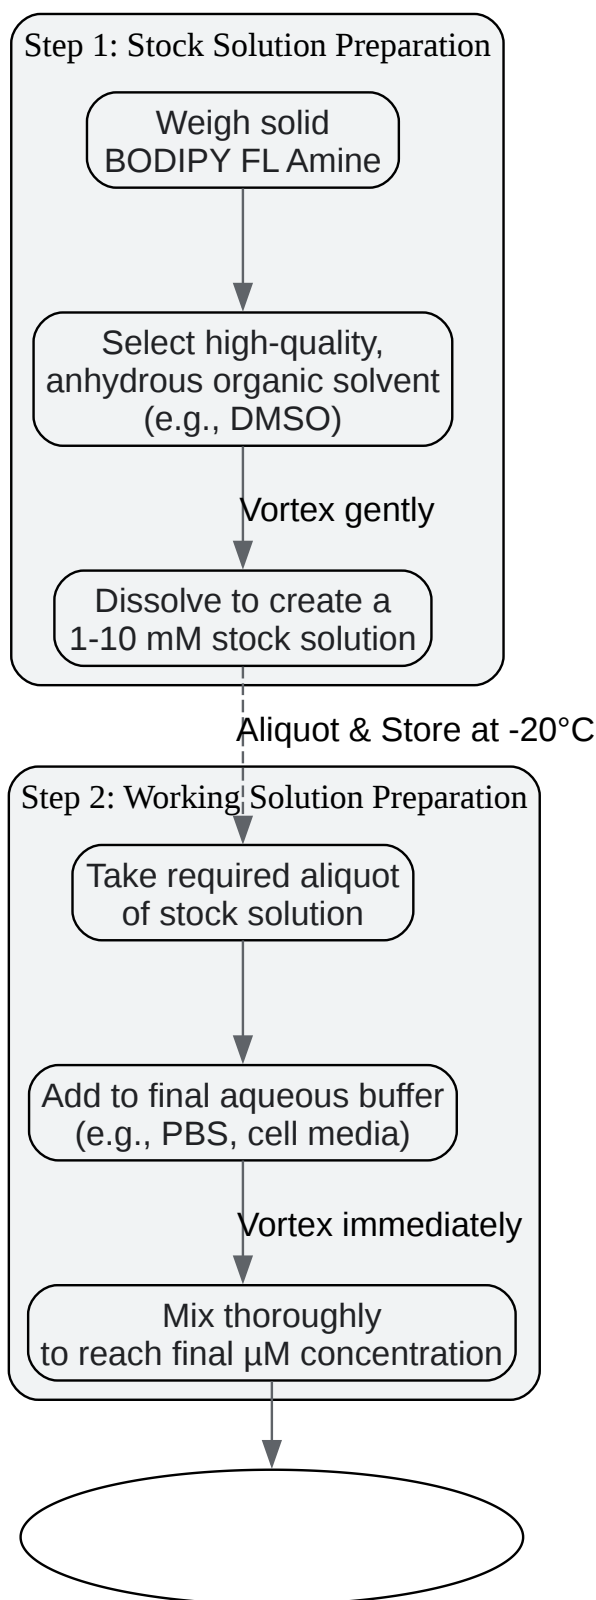 Step 1: Stock Solution Preparation
Weigh solid
BODIPY FL Amine
Select high-quality,
anhydrous organic solvent
(e.g., DMSO)
Vortex gently
Dissolve to create a
1-10 mM stock solution
Aliquot & Store at -20°C
Step 2: Working Solution Preparation
Take required aliquot
of stock solution
Add to final aqueous buffer
(e.g., PBS, cell media)
Vortex immediately
Mix thoroughly
to reach final µM concentration